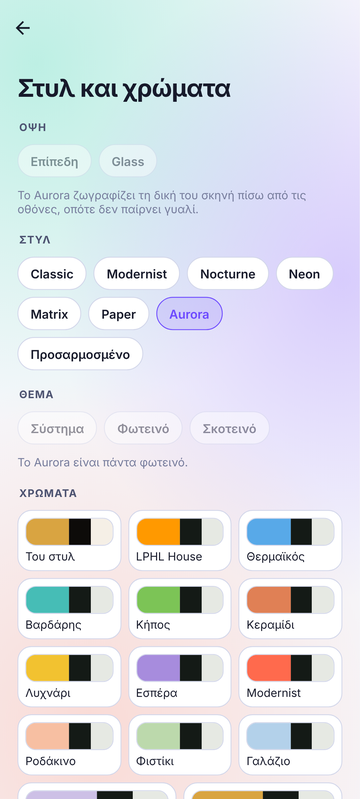 Στυλ και χρώματα
ΟΨΗ
Επίπεδη Glass
Το Aurora ζωγραφίζει τη δική του σκηνή πίσω από τις
οθόνες, οπότε δεν παίρνει γυαλί.
ΣΤΥΛ
Classic Modernist Nocturne Neon
Matrix Paper Aurora
Προσαρμοσμένο
ΘΕΜΑ
Σύστημα Φωτεινό Σκοτεινό
Το Aurora είναι πάντα φωτεινό.
ΧΡΩΜΑΤΑ
Του στυλ LPHL House Θερμαϊκός
Βαρδάρης Κήπος Κεραμίδι
Λυχνάρι Εσπέρα Modernist
Ροδάκινο Φιστίκι Γαλάζιο